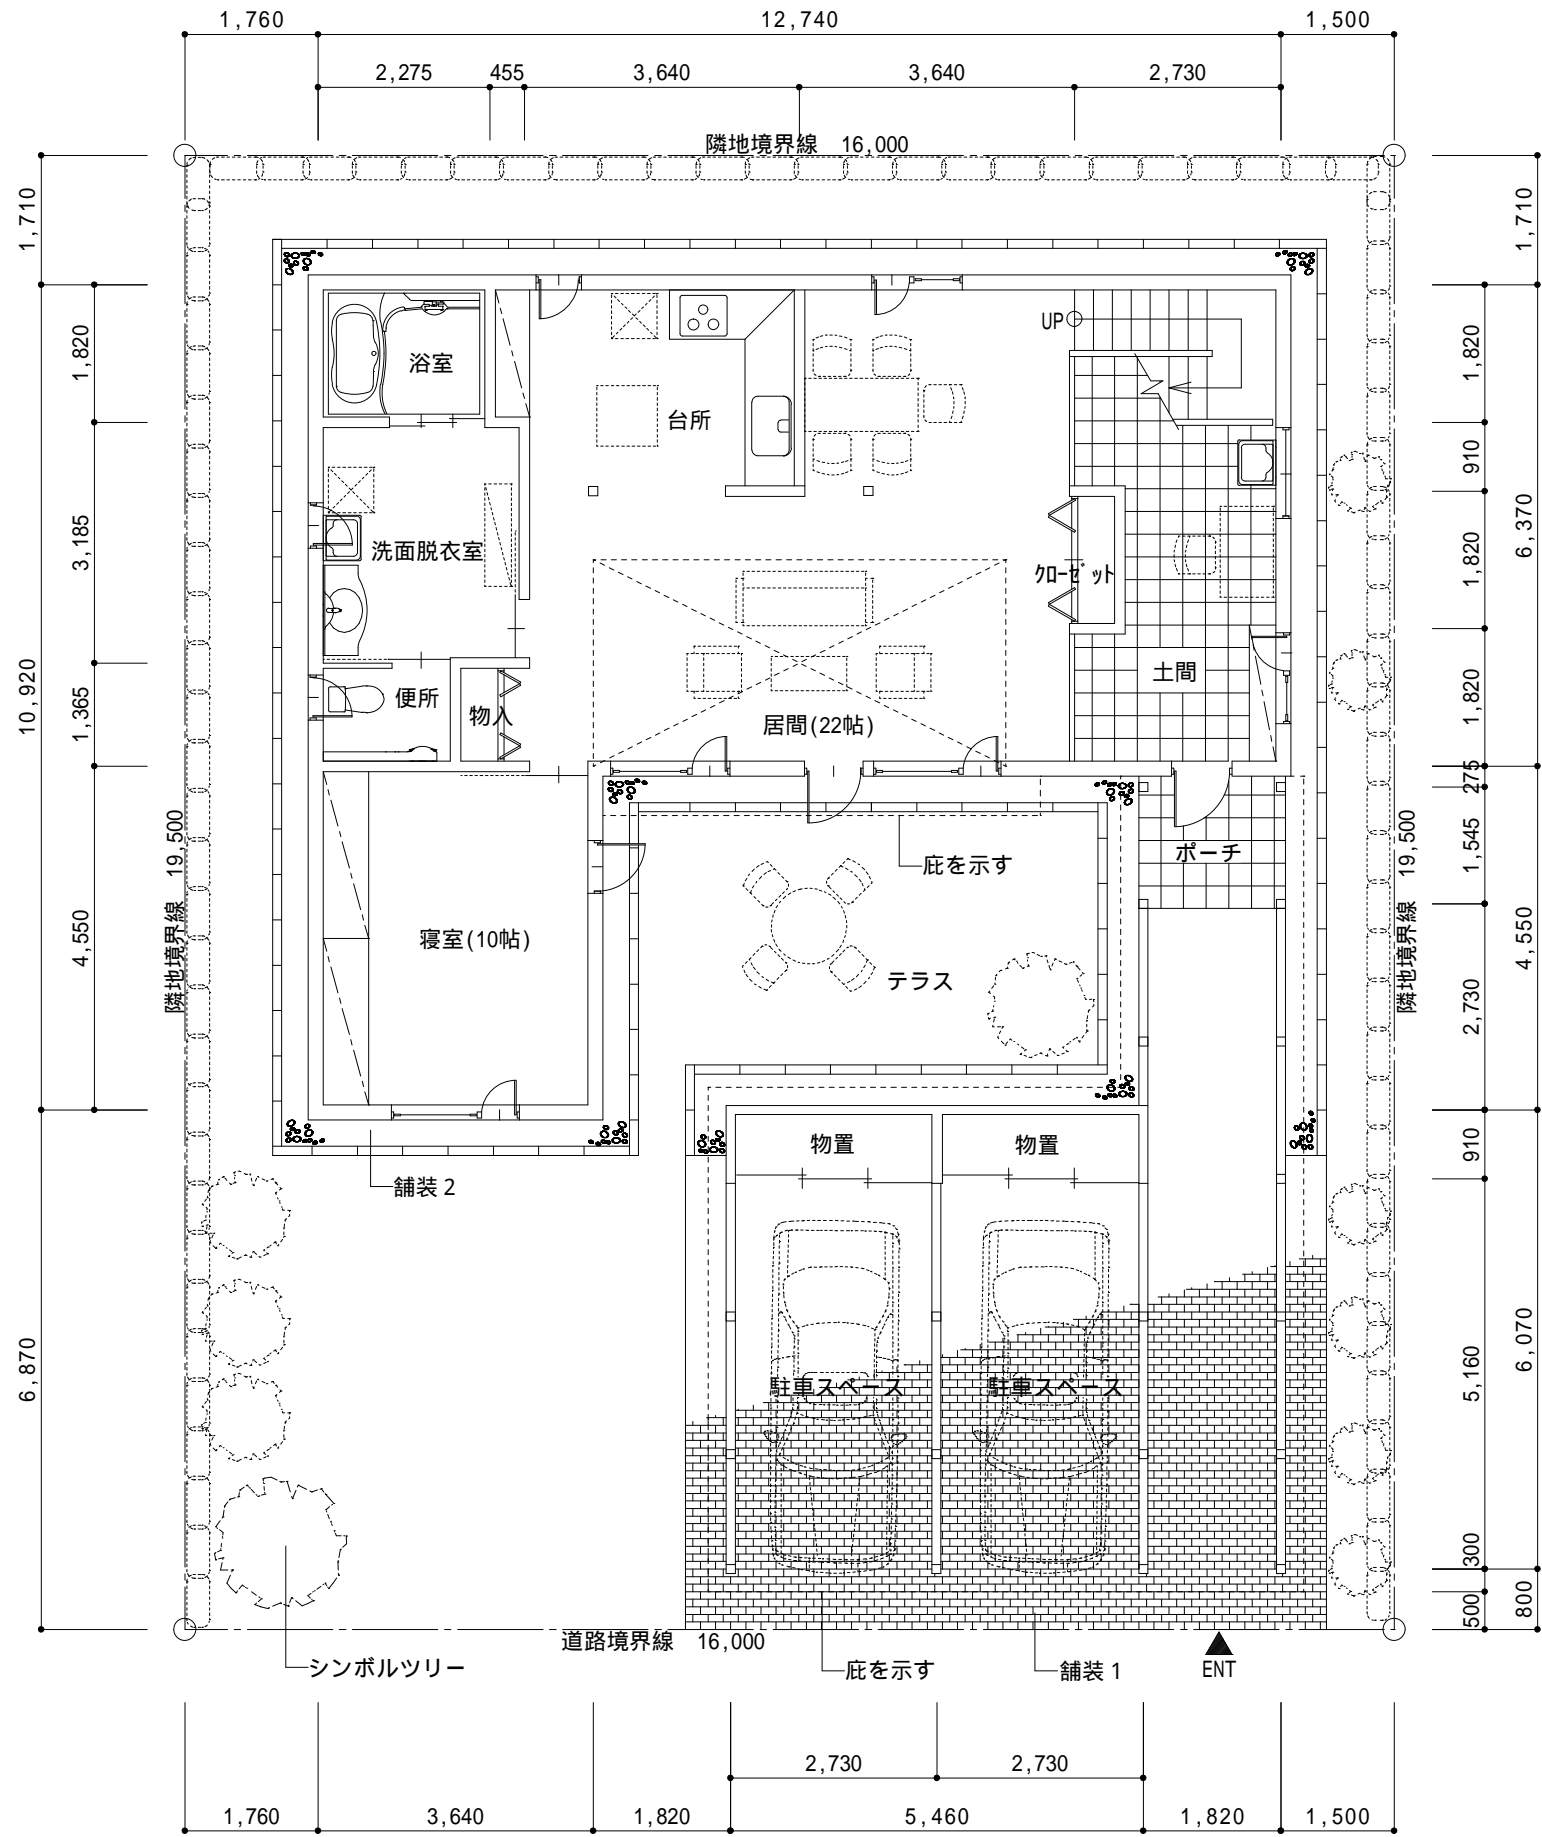 1,760
12,740
1,500
2,275
455
3,640
3,640
2,730
隣地境界線 16,000
1,710
1,820
3,185
10,920
1,365
4,550
6,870
隣地境界線 19,500
浴室
台所
UP
洗面脱衣室
クローゼット
便所
物入
居間(22帖)
土間
ポーチ
庇を示す
寝室(10帖)
テラス
物置
物置
舗装2
駐車スペース
駐車スペース
隣地境界線 19,500
1,710
1,820
910
6,370
1,820
1,820
275
1,545
4,550
2,730
910
6,070
5,160
300
500
800
道路境界線 16,000
シンボルツリー
庇を示す
舗装1
ENT
2,730
2,730
1,760
3,640
1,820
5,460
1,820
1,500